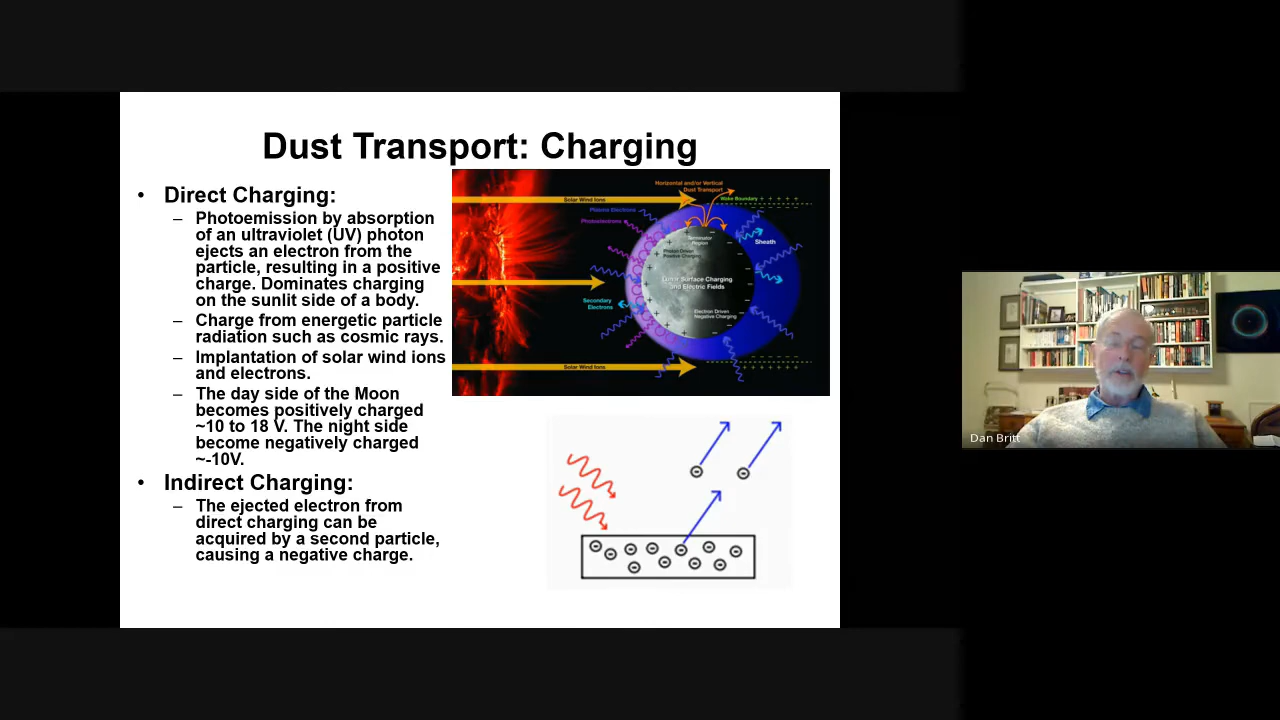 Dust Transport: Charging
• Direct Charging:
– Photoemission by absorption
of an ultraviolet (UV) photon
ejects an electron from the
particle, resulting in a positive
charge. Dominates charging
on the sunlit side of a body.
– Charge from energetic particle
radiation such as cosmic rays.
– Implantation of solar wind ions
and electrons.
– The day side of the Moon
becomes positively charged
~10 to 18 V. The night side
become negatively charged
~-10V.
• Indirect Charging:
– The ejected electron from
direct charging can be
acquired by a second particle,
causing a negative charge.
Horizontal and/or Vertical
Dust Transport
Solar Wind Ions
Wake Boundary
Plasma Electrons
Photoelectrons
Terminator
Region
Sheath
Photon Driven
Positive Charging
Lunar Surface Charging
and Electric Fields
Secondary
Electrons
Electron Driven
Negative Charging
Solar Wind Ions
Dan Britt